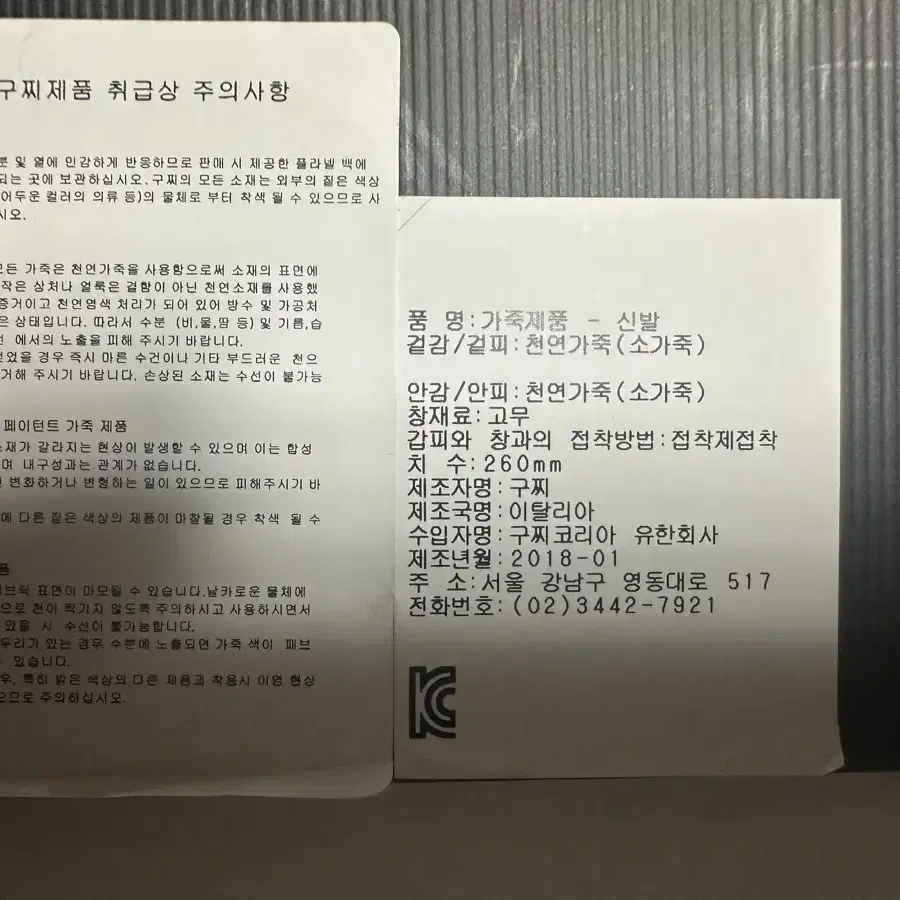 구찌제품 취급상 주의사항
분 및 열에 민감하게 반응하므로 판매 시 제공한 플라넬 백에
되는 곳에 보관하십시오.구찌의 모든 소재는 외부의 짙은 색상
어두운 컬러의 의류 등)의 물체로 부터 착색 될 수 있으므로 사
시오.
모든 가죽은 천연가죽을 사용함으로써 소재의 표면에
작은 상처나 얼룩은 결함이 아닌 천연소재를 사용했
증거이고 천연염색 처리가 되어 있어 방수 및 가공처
은 상태입니다. 따라서 수분 (비,물,땀 등) 및 기름,습
에서의 노출을 피해 주시기 바랍니다.
젖었을 경우 즉시 마른 수건이나 기타 부드러운 천으
거해 주시기 바랍니다. 손상된 소재는 수선이 불가능
페이턴트 가죽 제품
소재가 갈라지는 현상이 발생할 수 있으며 이는 합성
며 내구성과는 관계가 없습니다.
변화하거나 변형하는 일이 있으므로 피해주시기 바
에 다른 짙은 색상의 제품이 마찰될 경우 착색 될 수
품
브릭 표면이 마모될 수 있습니다.날카로운 물체에
으로 천이 찍기지 않도록 주의하시고 사용하시면서
있을 시 수선이 불가능합니다.
두리가 있는 경우 수분에 노출되면 가죽 색이 패브
있습니다.
우, 특히 밝은 색상의 다른 제품과 착용시 이염 현상
으므로 주의하십시오.
품 명:가죽제품 - 신발
겉감/겉피:천연가죽(소가죽)
안감/안피:천연가죽(소가죽)
창재료:고무
갑피와 창과의 접착방법:접착제접착
치 수:260mm
제조자명:구찌
제조국명:이탈리아
수입자명:구찌코리아 유한회사
제조년월:2018-01
주 소:서울 강남구 영동대로 517
전화번호:(02)3442-7921